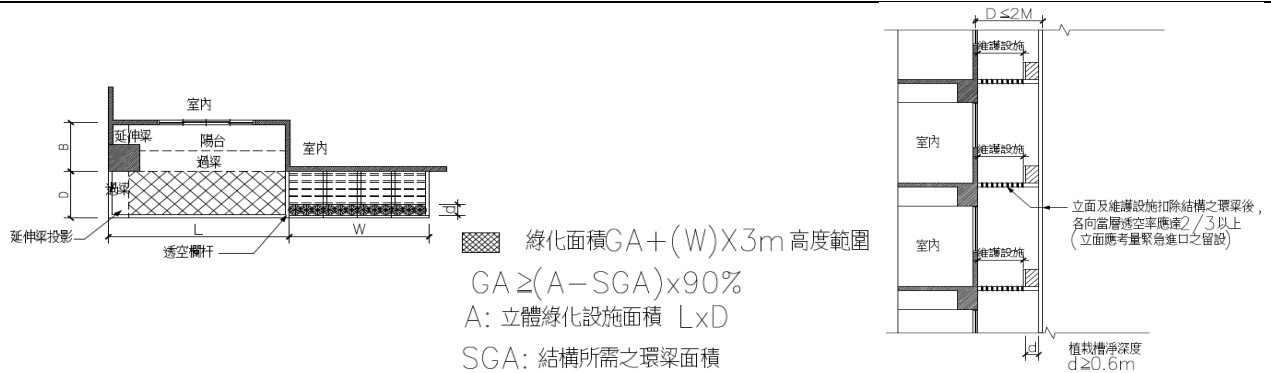 室內
延伸梁
陽台
過梁
室內
B
D
過梁
d
延伸梁投影
L
W
透空欄杆
綠化面積GA+(W)X3m高度範圍
GA≥(A-SGA)x90%
A: 立體綠化設施面積 LxD
SGA: 結構所需之環梁面積
D≤2M
維護設施
室內
維護設施
室內
維護設施
立面及維護設施扣除結構之環梁後,
各向當層透空率應達2/3以上
(立面應考量緊急進口之留設)
d
植栽槽淨深度
d≥0.6m